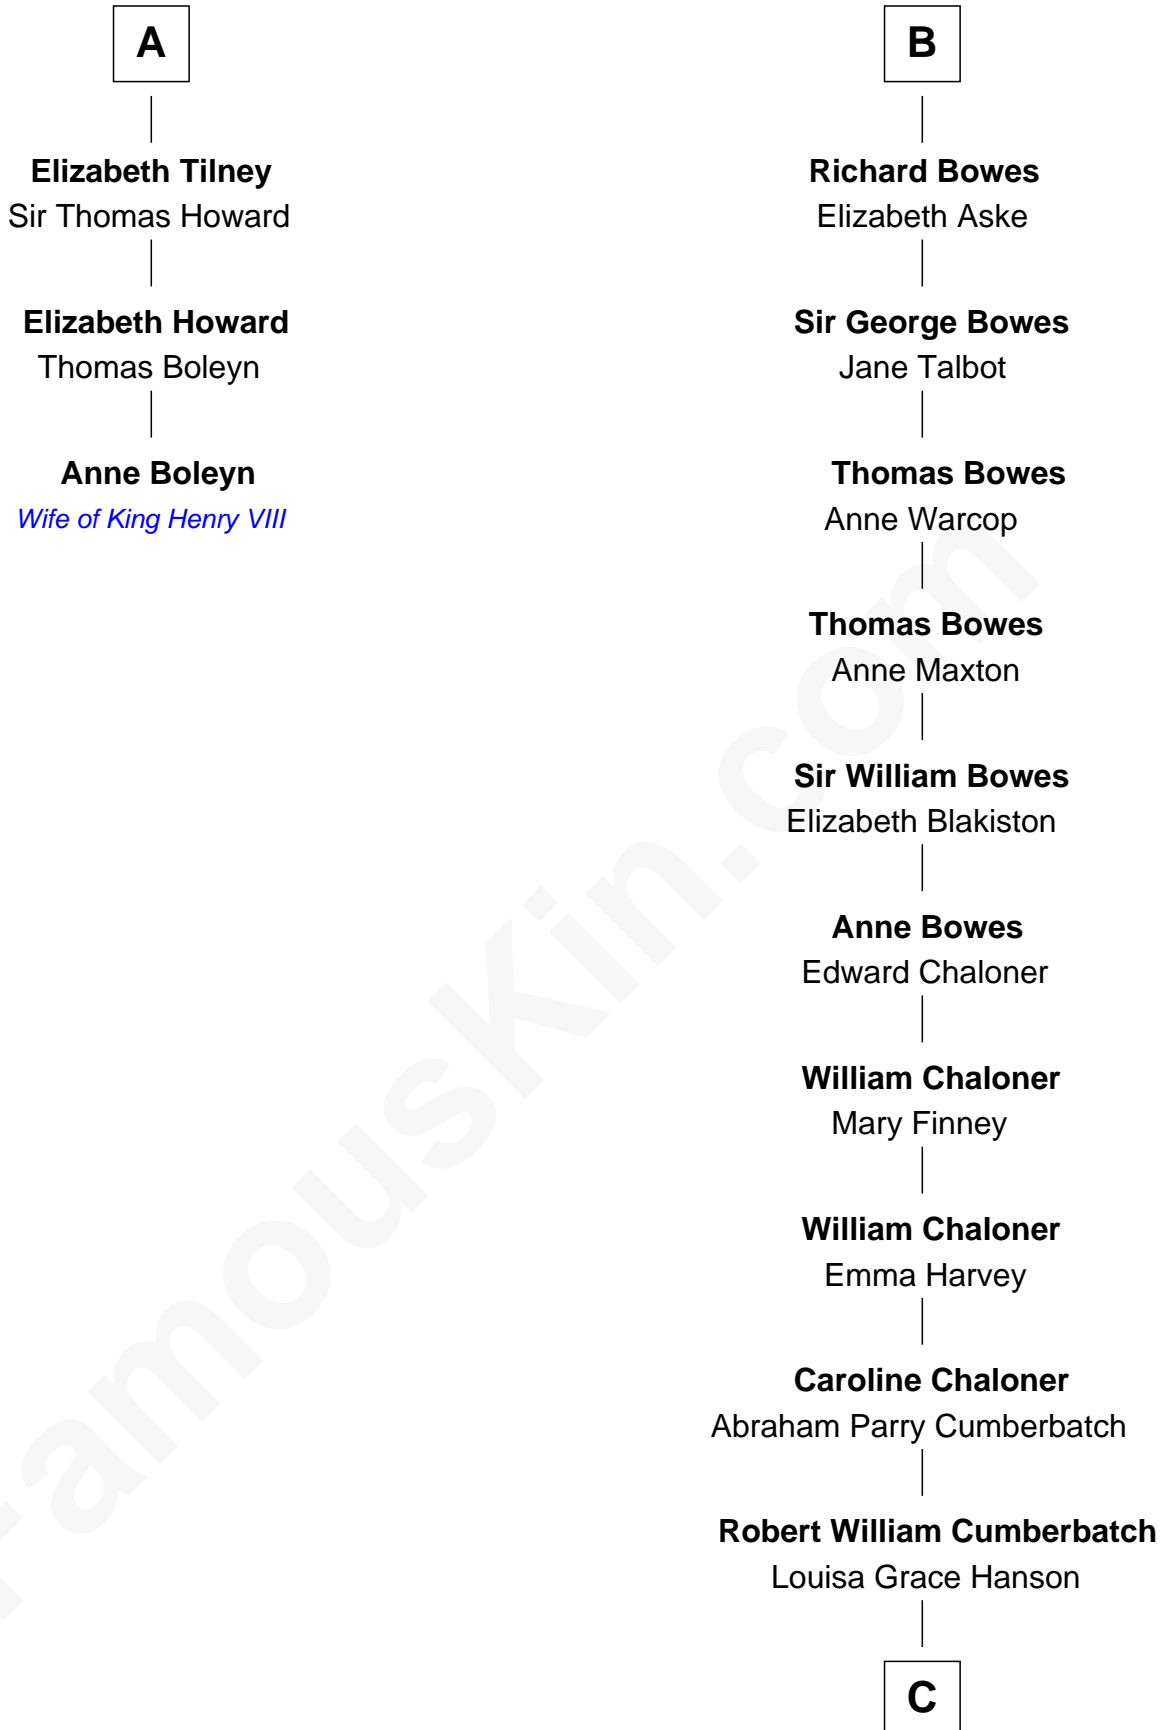 A
Elizabeth Tilney
Sir Thomas Howard
Elizabeth Howard
Thomas Boleyn
Anne Boleyn
Wife of King Henry VIII
B
Richard Bowes
Elizabeth Aske
Sir George Bowes
Jane Talbot
Thomas Bowes
Anne Warcop
Thomas Bowes
Anne Maxton
Sir William Bowes
Elizabeth Blakiston
Anne Bowes
Edward Chaloner
William Chaloner
Mary Finney
William Chaloner
Emma Harvey
Caroline Chaloner
Abraham Parry Cumberbatch
Robert William Cumberbatch
Louisa Grace Hanson
C
FamousKin.com